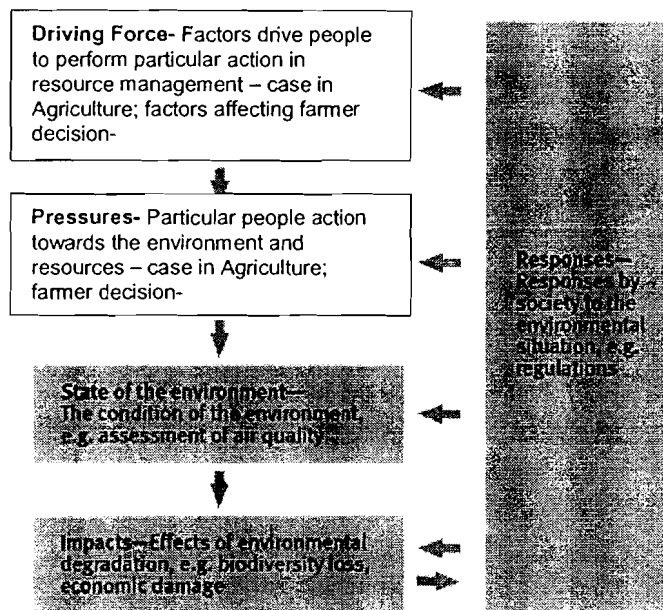 Driving Force- Factors drive people
to perform particular action in
resource management – case in
Agriculture; factors affecting farmer
decision-
Pressures- Particular people action
towards the environment and
resources – case in Agriculture;
farmer decision-
State of the environment—
The condition of the environment,
e.g. assessment of air quality
Impacts—Effects of environmental
degradation, e.g. biodiversity loss,
economic damage
Responses—
Responses by
society to the
environmental
situation, e.g.
regulations